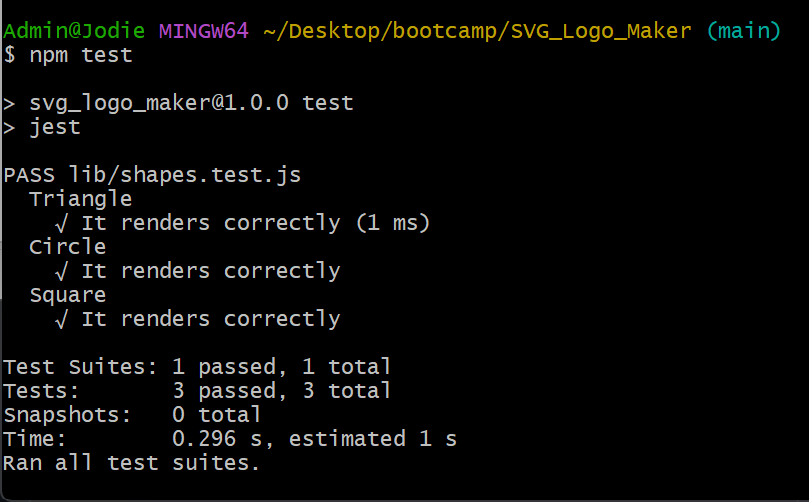 Admin@Jodie MINGW64 ~/Desktop/bootcamp/SVG_Logo_Maker (main)
$ npm test
> svg_logo_maker@1.0.0 test
> jest
PASS lib/shapes.test.js
Triangle
√ It renders correctly (1 ms)
Circle
√ It renders correctly
Square
√ It renders correctly
Test Suites: 1 passed, 1 total
Tests: 3 passed, 3 total
Snapshots: 0 total
Time: 0.296 s, estimated 1 s
Ran all test suites.